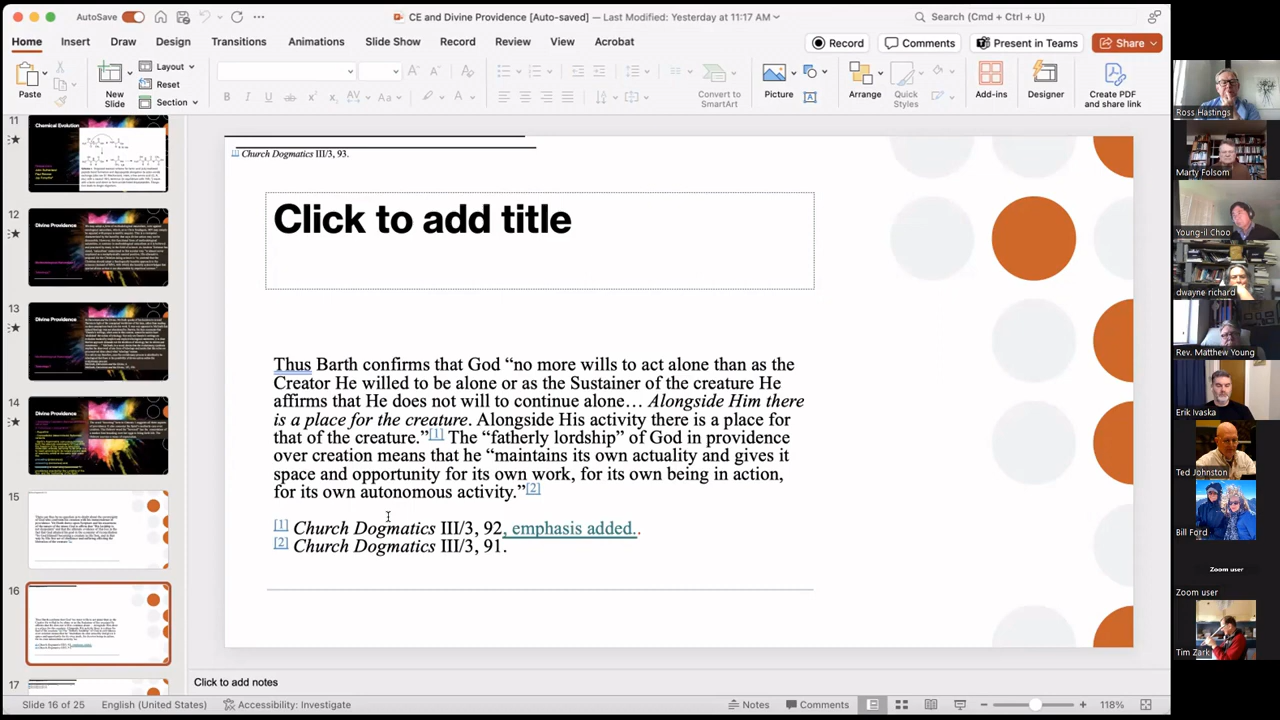 AutoSave
CE and Divine Providence [Auto-saved] — Last Modified: Yesterday at 11:17 AM
Search (Cmd + Ctrl + U)
Home Insert Draw Design Transitions Animations Slide Show Record Review View Acrobat
Record Comments Present in Teams Share
Paste
New Slide
Layout
Reset
Section
Convert to SmartArt
Picture
Arrange
Quick Styles
Add-ins
Designer
Create PDF and share link
11
Chemical Evolution
12
Divine Providence
13
Divine Providence
14
Divine Providence
15
16
17
[1] Church Dogmatics III/3, 93.
Click to add title
Thus Barth confirms that God “no more wills to act alone than as the
Creator He willed to be alone or as the Sustainer of the creature He
affirms that He does not will to continue alone… Alongside Him there
is a place for the creature. Alongside His activity there is a place for
that of the creature.”[1] The “fatherly lordship” of God in providence
over creation means that he “maintains its own actuality and gives it
space and opportunity for its own work, for its own being in action,
for its own autonomous activity.”[2]
[1] Church Dogmatics III/3, 92, emphasis added..
[2] Church Dogmatics III/3, 91.
Click to add notes
Slide 16 of 25 English (United States) Accessibility: Investigate Notes Comments 118%
Ross Hastings
Marty Folsom
Young-il Choo
dwayne richard
Rev. Matthew Young
Erik Ivaska
Ted Johnston
Bill Ford
Zoom user
Zoom user
Tim Zark